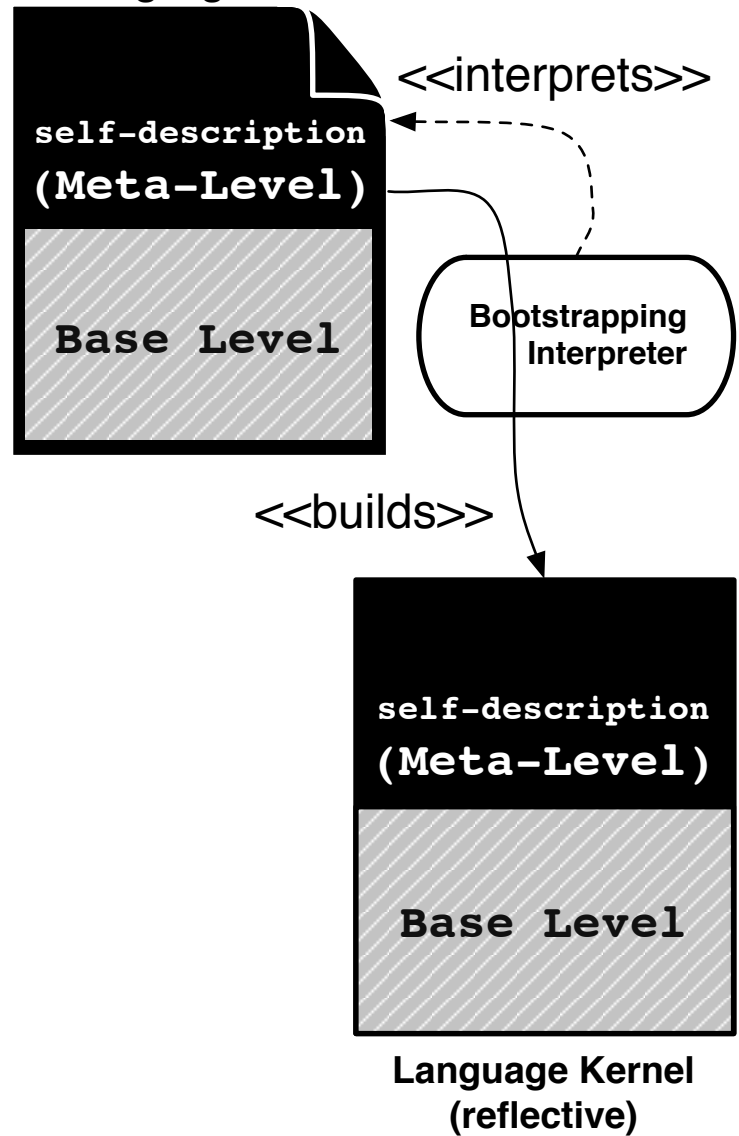 <<interprets>>
self-description
(Meta-Level)
Base Level
Bootstrapping
Interpreter
<<builds>>
self-description
(Meta-Level)
Base Level
Language Kernel
(reflective)